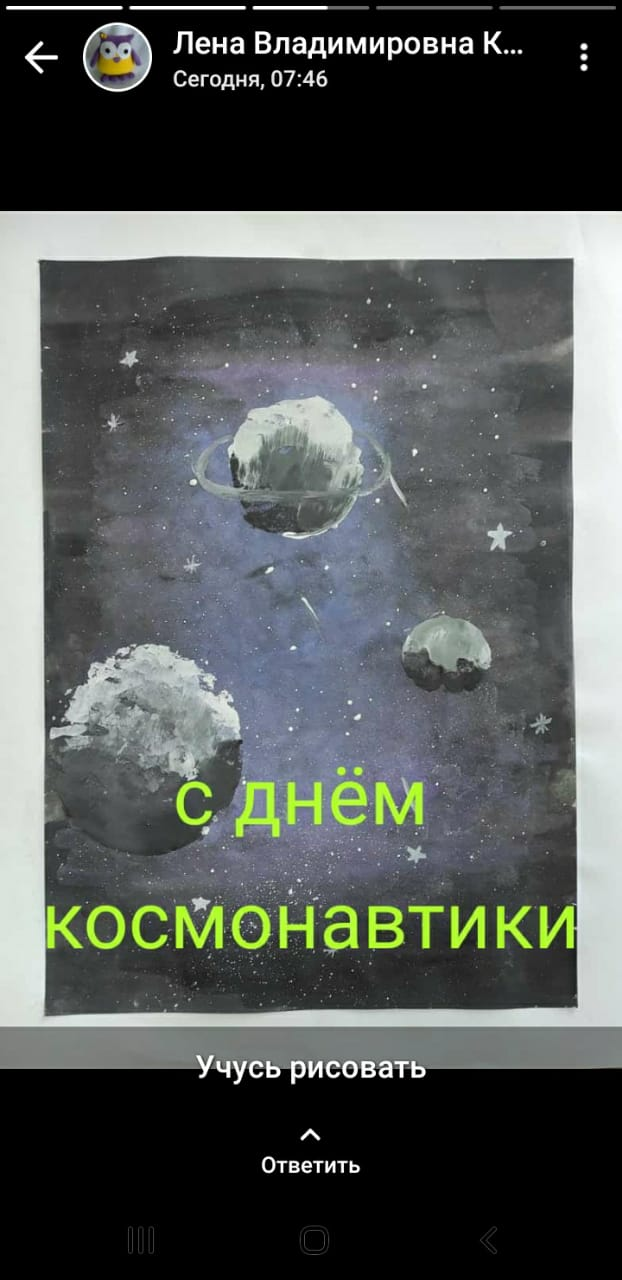 Лена Владимировна К...
Сегодня, 07:46
с днём
космонавтики
Учусь рисовать
Ответить